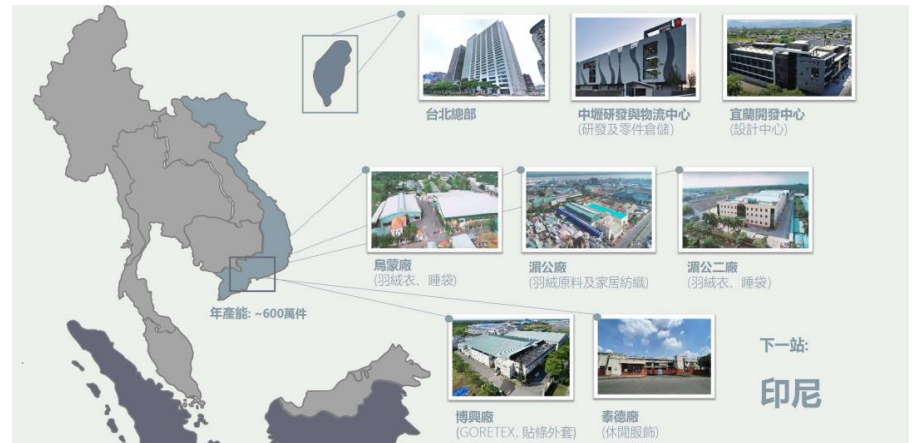 台北總部
中壢研發與物流中心
(研發及零件倉儲)
宜蘭開發中心
(設計中心)
烏蒙廠
(羽絨衣、睡袋)
湄公廠
(羽絨原料及家居紡織)
湄公二廠
(羽絨衣、睡袋)
年產能: ~600萬件
博興廠
(GORETEX, 貼條外套)
泰德廠
(休閒服飾)
下一站:
印尼